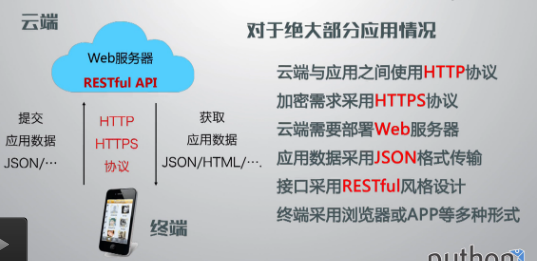 云端
对于绝大部分应用情况
Web服务器
RESTful API
云端与应用之间使用HTTP协议
加密需求采用HTTPS协议
云端需要部署Web服务器
应用数据采用JSON格式传输
接口采用RESTful风格设计
终端采用浏览器或APP等多种形式
提交
应用数据
JSON/…
HTTP
HTTPS
协议
获取
应用数据
JSON/HTML/….
终端